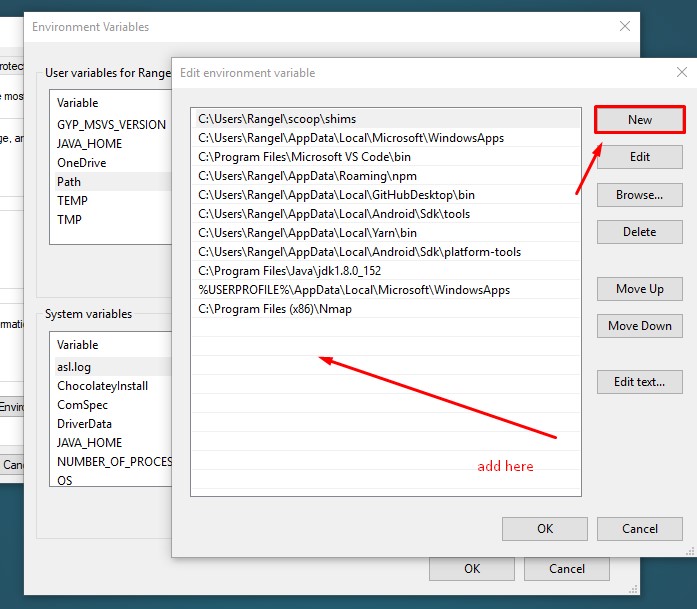 Environment Variables
Edit environment variable
User variables for Rangel
Variable
GYP_MSVS_VERSION
JAVA_HOME
OneDrive
Path
TEMP
TMP
System variables
Variable
asl.log
ChocolateyInstall
ComSpec
DriverData
JAVA_HOME
NUMBER_OF_PROCES
OS
C:\Users\Rangel\scoop\shims
C:\Users\Rangel\AppData\Local\Microsoft\WindowsApps
C:\Program Files\Microsoft VS Code\bin
C:\Users\Rangel\AppData\Roaming\npm
C:\Users\Rangel\AppData\Local\GitHubDesktop\bin
C:\Users\Rangel\AppData\Local\Android\Sdk\tools
C:\Users\Rangel\AppData\Local\Yarn\bin
C:\Users\Rangel\AppData\Local\Android\Sdk\platform-tools
C:\Program Files\Java\jdk1.8.0_152
%USERPROFILE%\AppData\Local\Microsoft\WindowsApps
C:\Program Files (x86)\Nmap
add here
New
Edit
Browse...
Delete
Move Up
Move Down
Edit text...
OK
Cancel
OK
Cancel